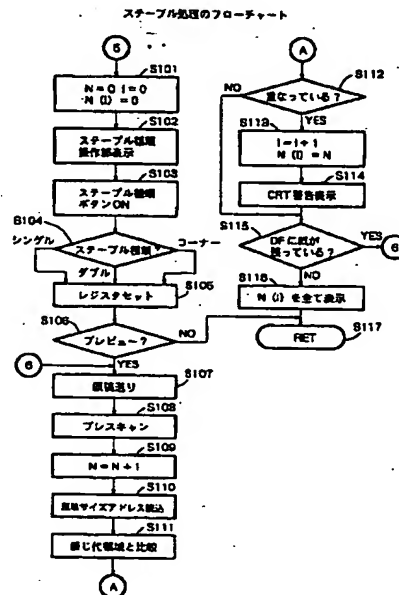 ステープル処理のフローチャート
5
S101
N=0 I=0
N (I) =0
S102
ステープル種類
操作部表示
S103
ステープル種類
ボタンON
S104
ステープル種類?
シングル
ダブル
コーナー
レジスタセット
S105
S106
プレビュー?
NO
YES
6
S107
原稿送り
S108
プレスキャン
S109
N=N+1
S110
原稿サイズアドレス読込
S111
綴じ代領域と比較
A
A
S112
重なっている?
NO
YES
S113
I=I+1
N (I) =N
S114
CRT警告表示
S115
DFに紙が
残っている?
YES
6
NO
S116
N (I) を全て表示
RET
S117